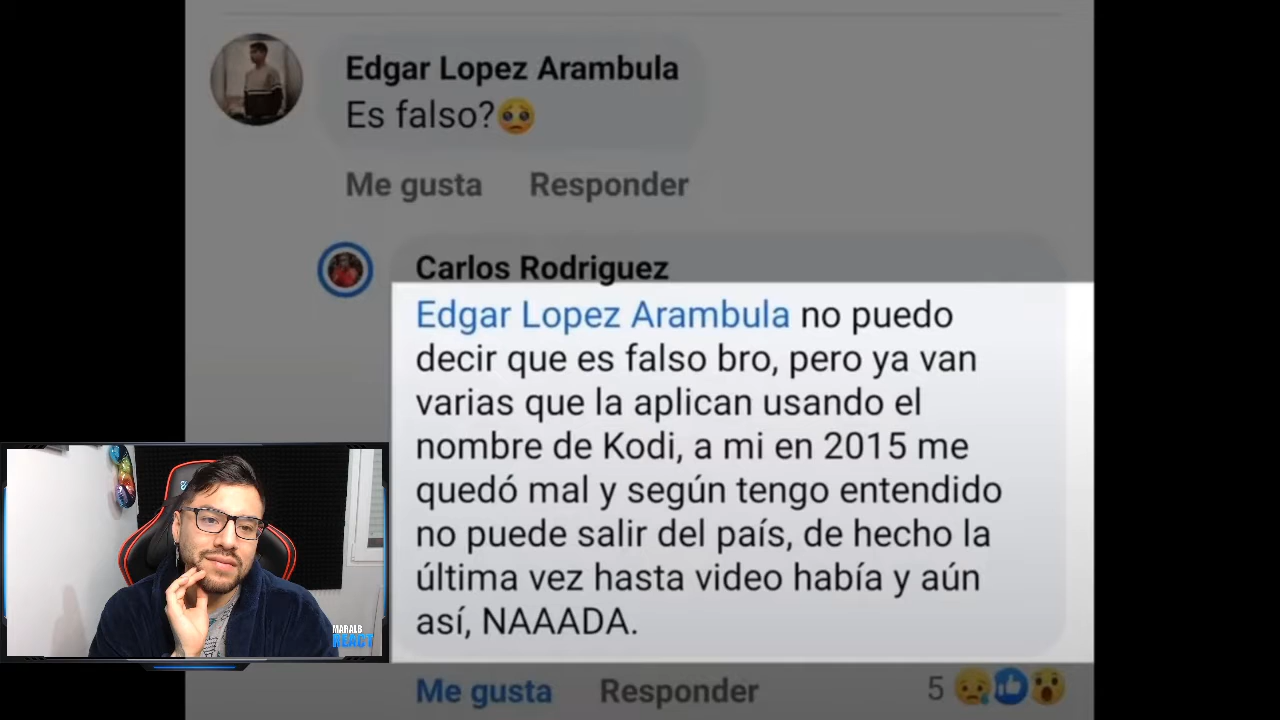 Edgar Lopez Arambula
Es falso?🥺
Me gusta Responder
Carlos Rodriguez
Edgar Lopez Arambula no puedo
decir que es falso bro, pero ya van
varias que la aplican usando el
nombre de Kodi, a mi en 2015 me
quedó mal y según tengo entendido
no puede salir del país, de hecho la
última vez hasta video había y aún
así, NAAADA.
Me gusta Responder 5
MARALB
REACT